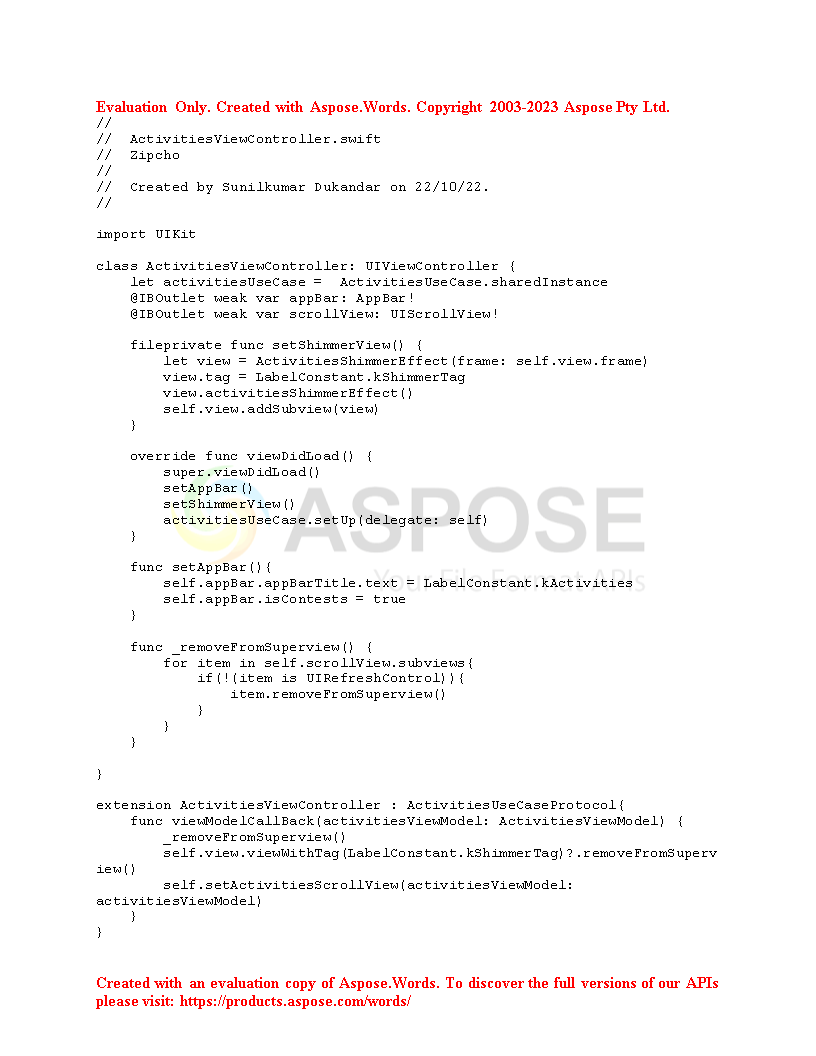 Evaluation Only. Created with Aspose.Words. Copyright 2003-2023 Aspose Pty Ltd.
//
//  ActivitiesViewController.swift
//  Zipcho
//
//  Created by Sunilkumar Dukandar on 22/10/22.
//

import UIKit

class ActivitiesViewController: UIViewController {
    let activitiesUseCase =  ActivitiesUseCase.sharedInstance
    @IBOutlet weak var appBar: AppBar!
    @IBOutlet weak var scrollView: UIScrollView!

    fileprivate func setShimmerView() {
        let view = ActivitiesShimmerEffect(frame: self.view.frame)
        view.tag = LabelConstant.kShimmerTag
        view.activitiesShimmerEffect()
        self.view.addSubview(view)
    }

    override func viewDidLoad() {
        super.viewDidLoad()
        setAppBar()
        setShimmerView()
        activitiesUseCase.setUp(delegate: self)
    }
ASPOSE
Your File Format APIs

    func setAppBar(){
        self.appBar.appBarTitle.text = LabelConstant.kActivities
        self.appBar.isContests = true
    }

    func _removeFromSuperview() {
        for item in self.scrollView.subviews{
            if(!(item is UIRefreshControl)){
                item.removeFromSuperview()
            }
        }
    }

}

extension ActivitiesViewController : ActivitiesUseCaseProtocol{
    func viewModelCallBack(activitiesViewModel: ActivitiesViewModel) {
        _removeFromSuperview()
        self.view.viewWithTag(LabelConstant.kShimmerTag)?.removeFromSuperv
iew()
        self.setActivitiesScrollView(activitiesViewModel:
activitiesViewModel)
    }
}

Created with an evaluation copy of Aspose.Words. To discover the full versions of our APIs
please visit: https://products.aspose.com/words/